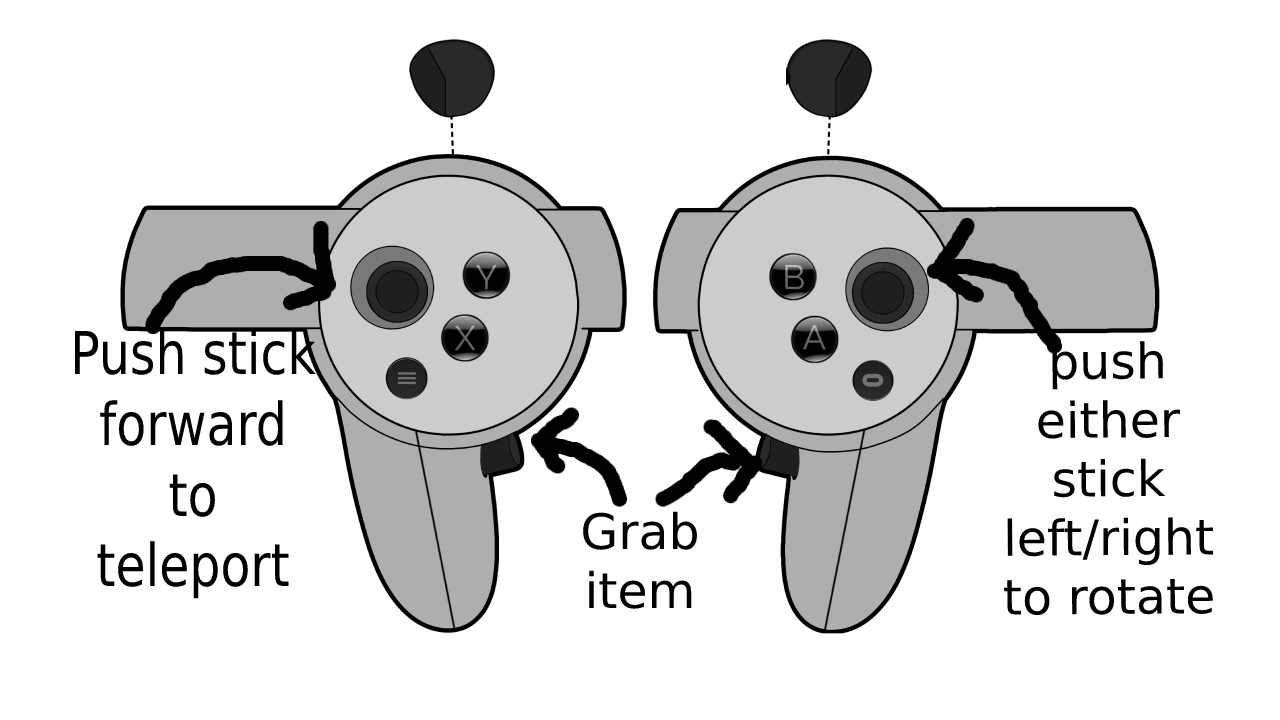 Y
X
B
A
Push stick
forward
to
teleport
Grab
item
push
either
stick
left/right
to rotate